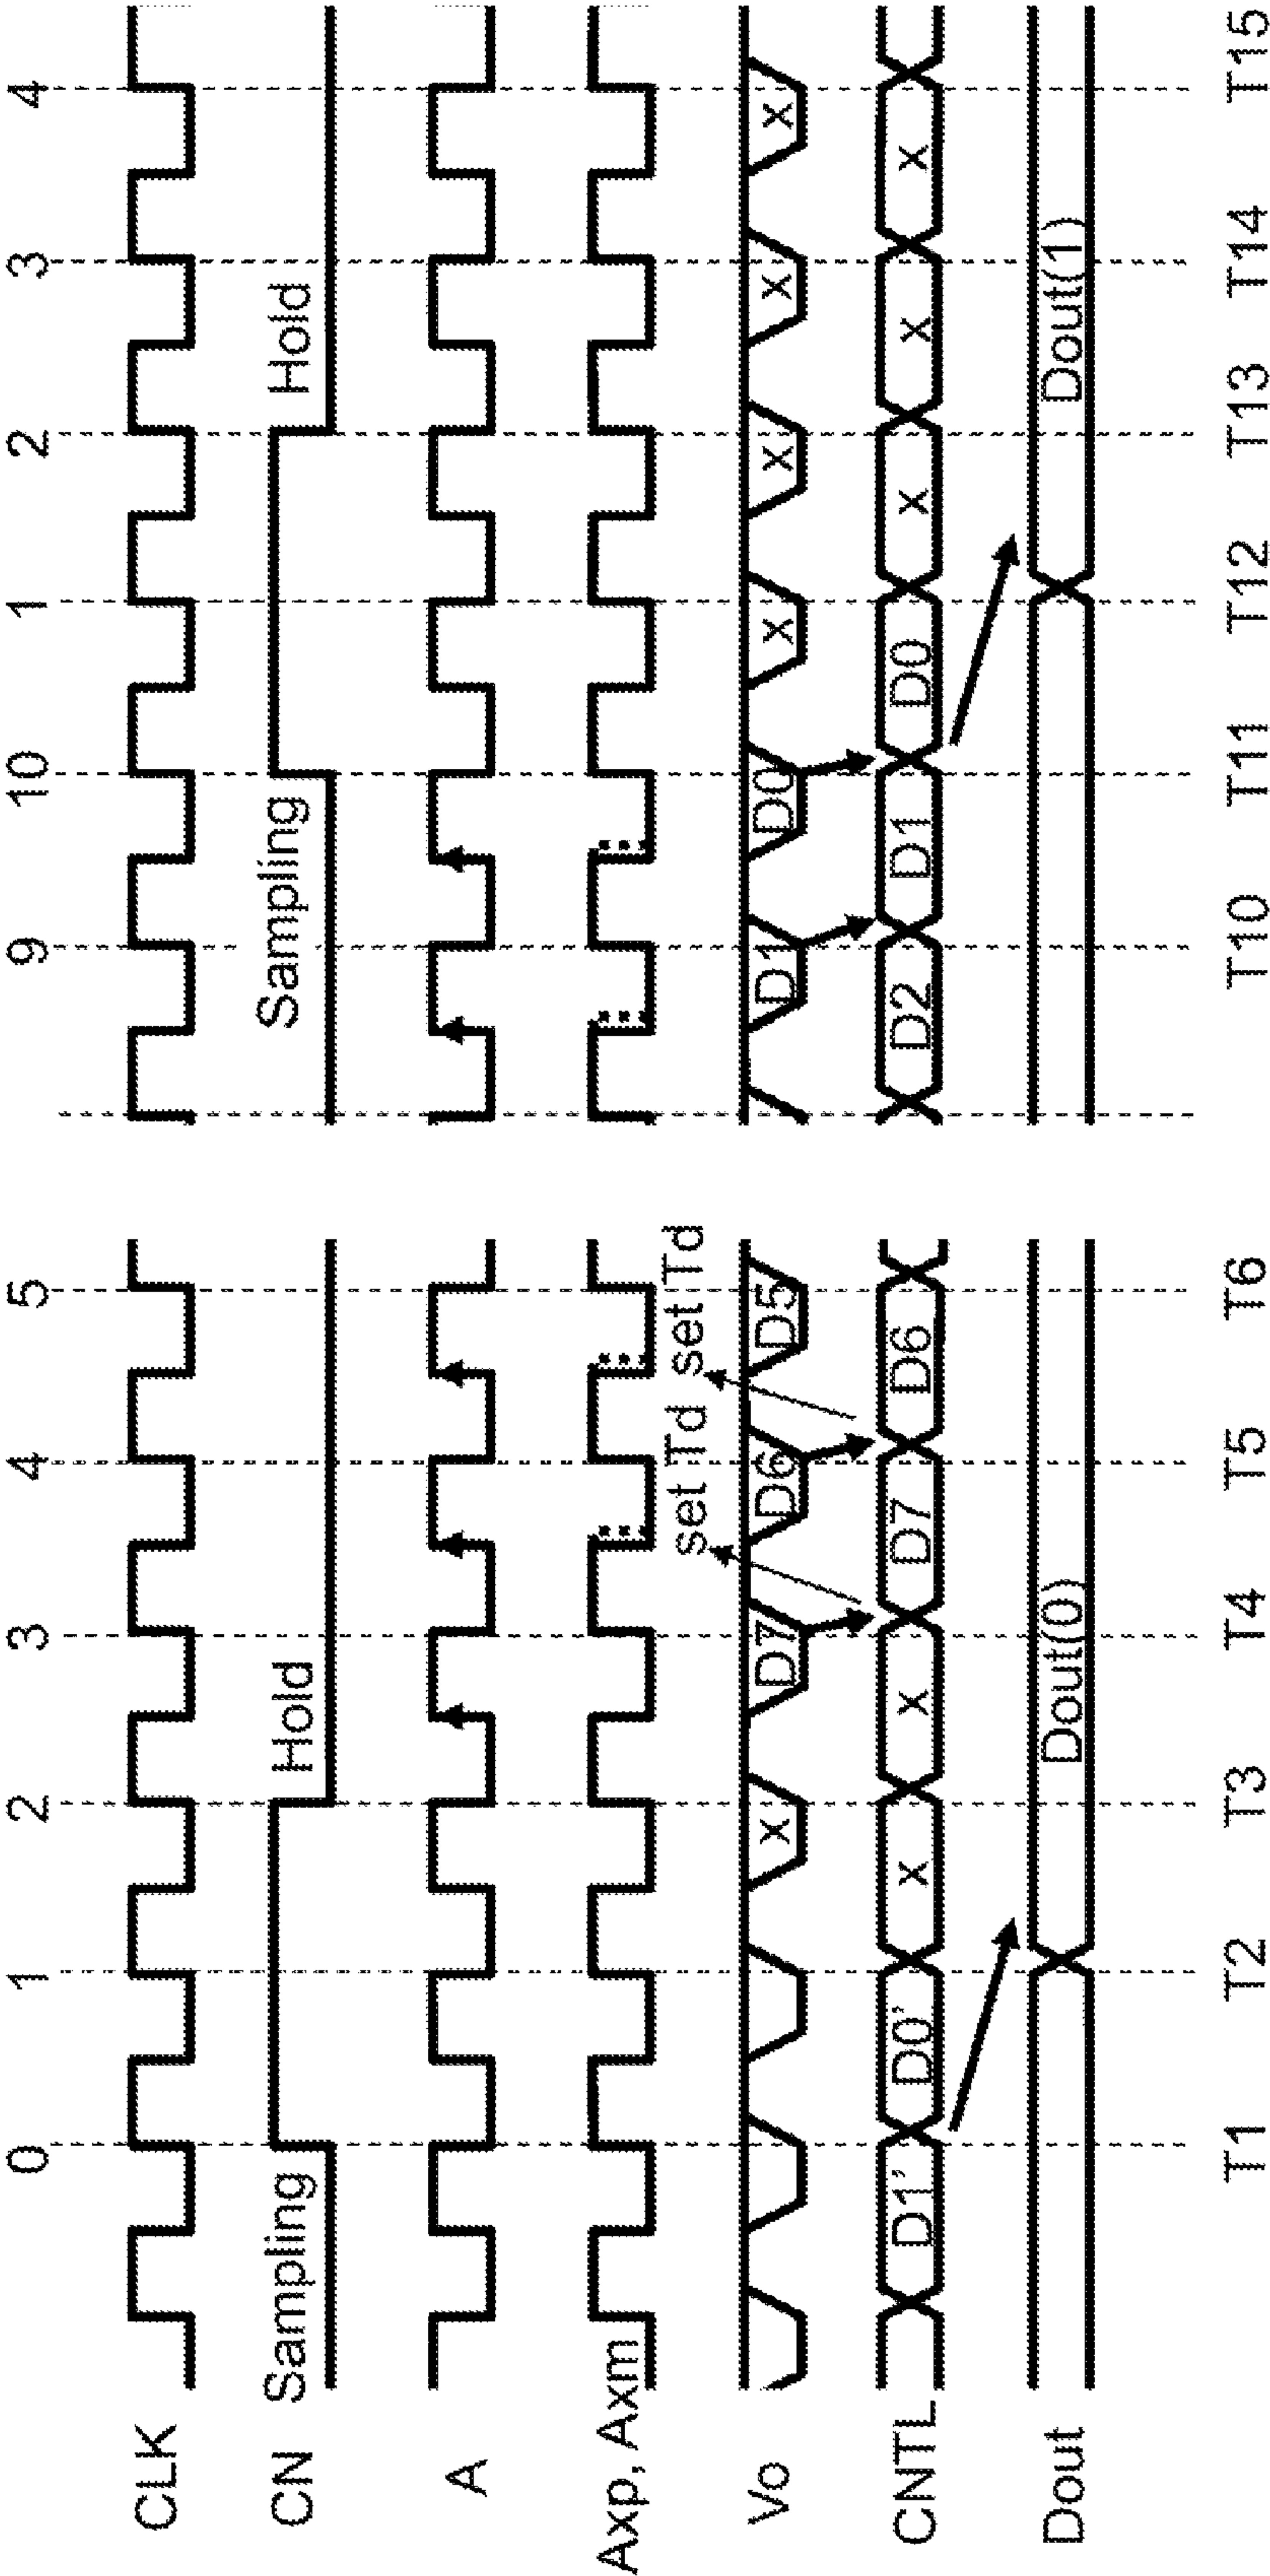 0 1 2 3 4 5 9 10 1 2 3 4
CLK
CN Sampling Hold Sampling Hold
A
Axp, Axm
set Td set Td
Vo x D7 D6 D5 D1 D0 x x x x
CNTL D1' D0' x x D7 D6 D2 D1 D0 x x x
Dout Dout(0) Dout(1)
T1 T2 T3 T4 T5 T6 T10 T11 T12 T13 T14 T15